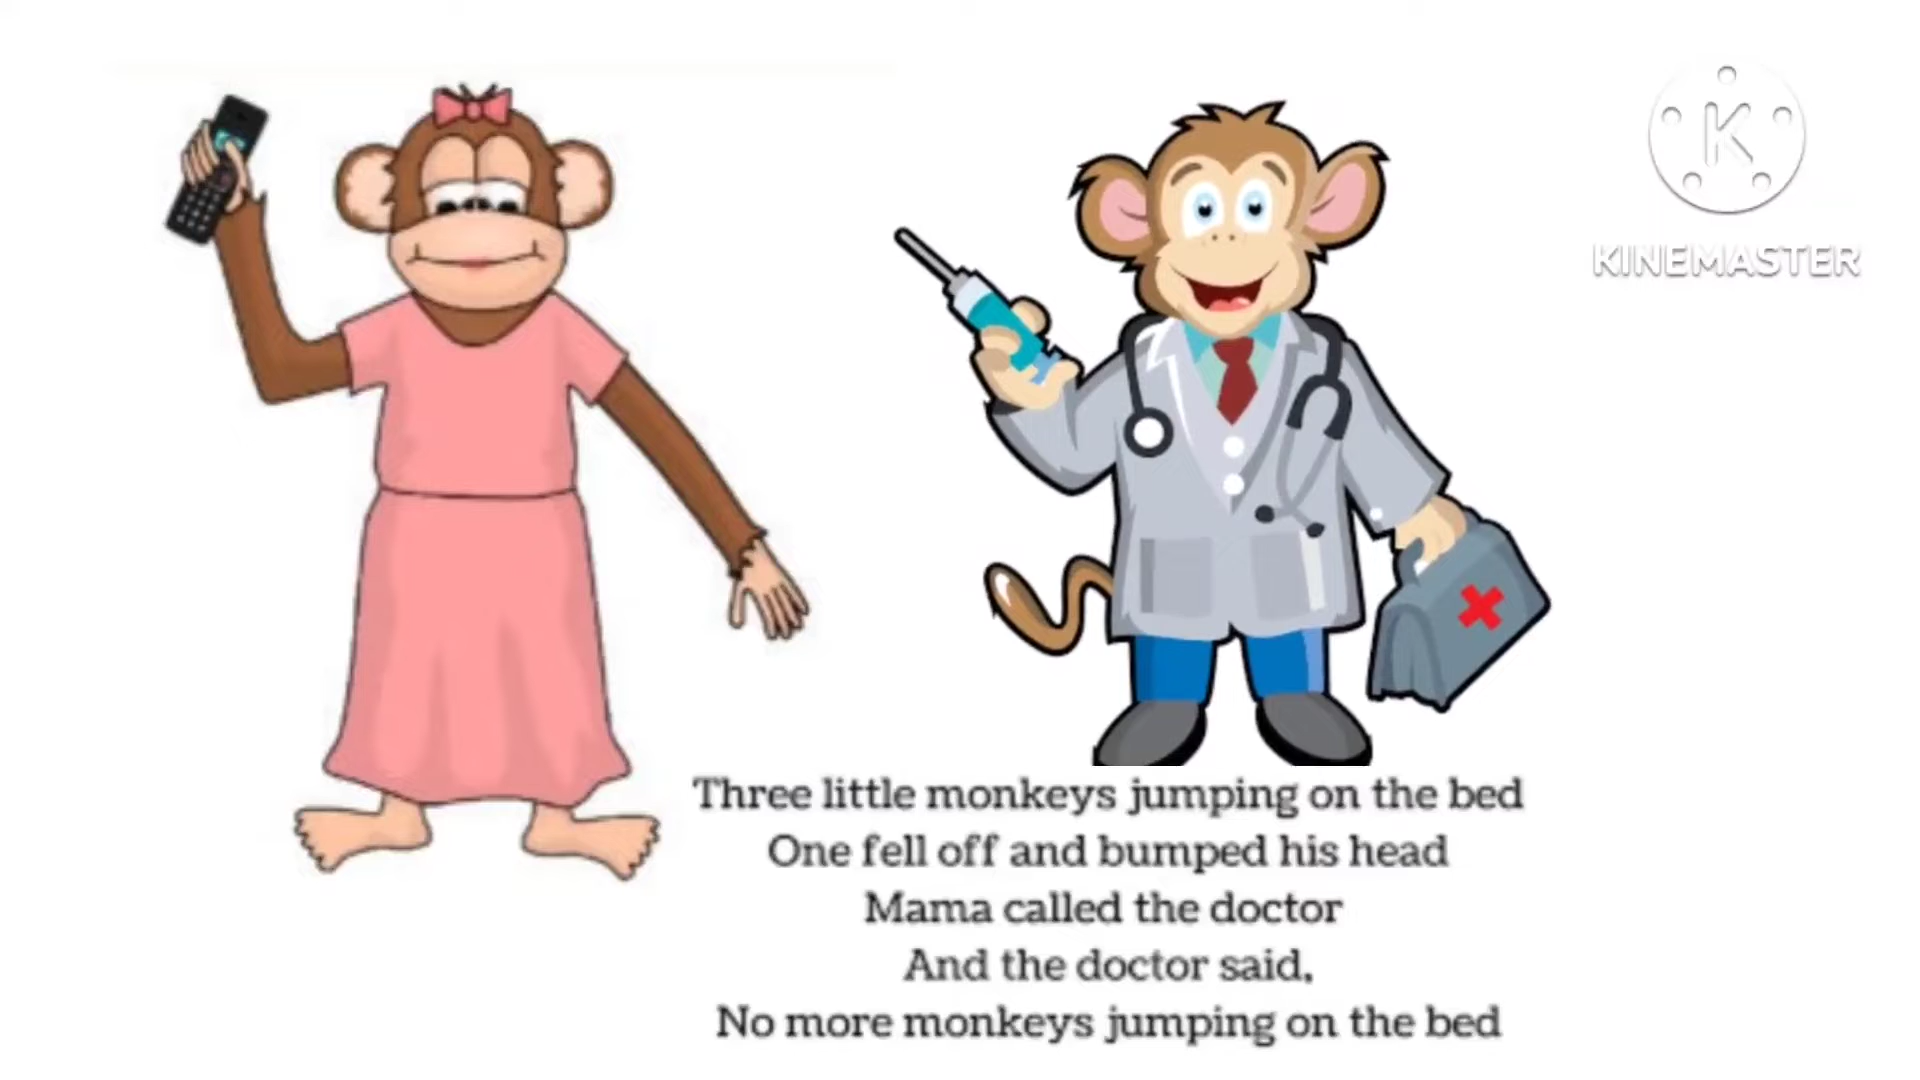 K
KINEMASTER
Three little monkeys jumping on the bed
One fell off and bumped his head
Mama called the doctor
And the doctor said,
No more monkeys jumping on the bed